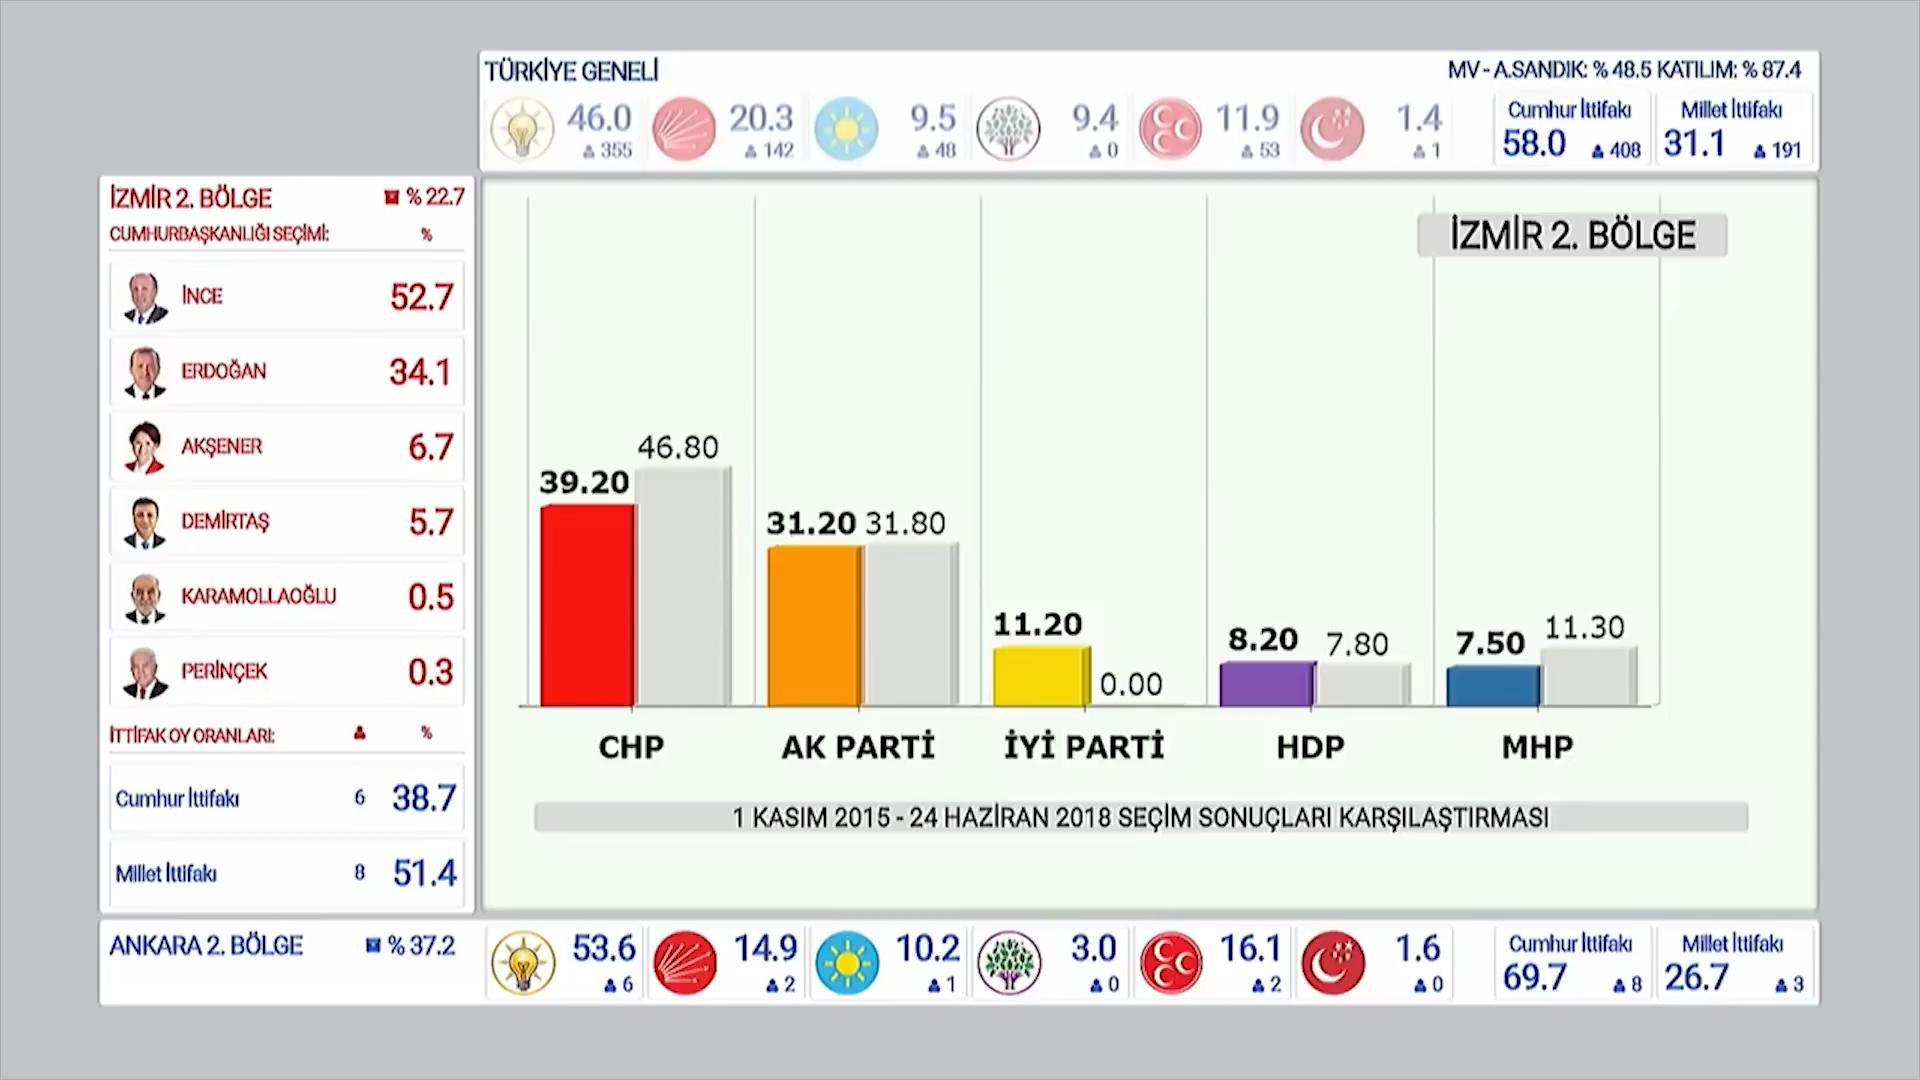 TÜRKİYE GENELİ
MV - A.SANDIK: % 48.5 KATILIM: % 87.4
46.0 20.3 9.5 9.4 11.9 1.4
355 142 48 0 53 1
Cumhur İttifakı Millet İttifakı
58.0 408 31.1 191
İZMİR 2. BÖLGE % 22.7
CUMHURBAŞKANLIĞI SEÇİMİ: %
İNCE 52.7
ERDOĞAN 34.1
AKŞENER 6.7
DEMİRTAŞ 5.7
KARAMOLLAOĞLU 0.5
PERİNÇEK 0.3
İTTİFAK OY ORANLARI: %
Cumhur İttifakı 6 38.7
Millet İttifakı 8 51.4
İZMİR 2. BÖLGE
39.20 46.80
31.20 31.80
11.20 0.00
8.20 7.80
7.50 11.30
CHP AK PARTİ İYİ PARTİ HDP MHP
1 KASIM 2015 - 24 HAZİRAN 2018 SEÇİM SONUÇLARI KARŞILAŞTIRMASI
ANKARA 2. BÖLGE % 37.2
53.6 14.9 10.2 3.0 16.1 1.6
6 2 1 0 2 0
Cumhur İttifakı Millet İttifakı
69.7 8 26.7 3